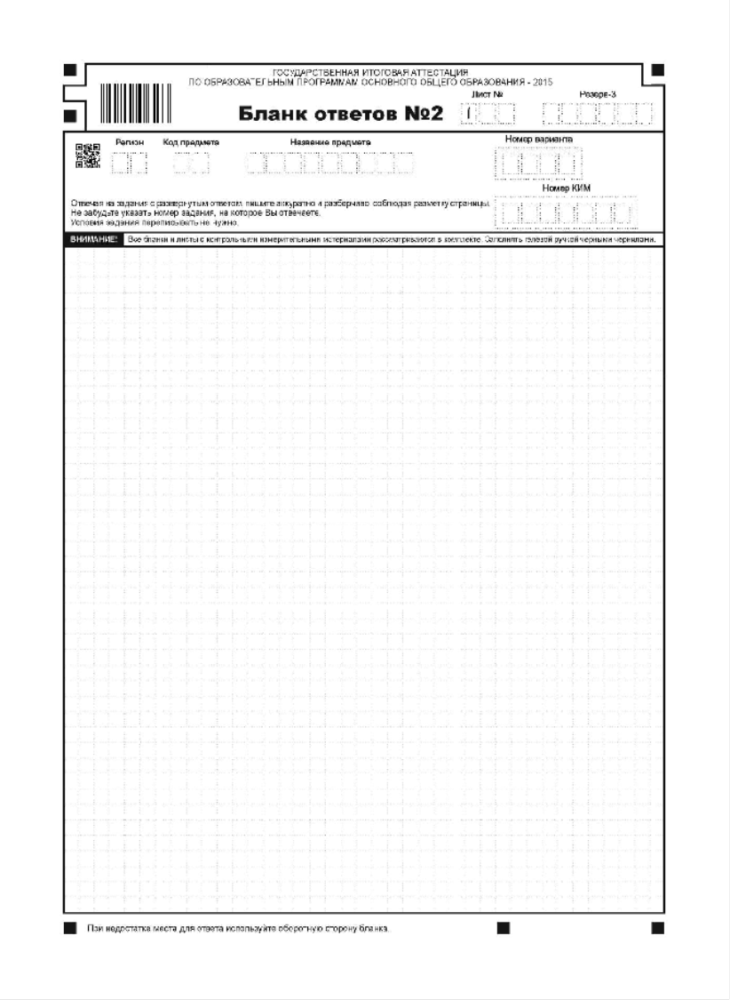 ГОСУДАРСТВЕННАЯ ИТОГОВАЯ АТТЕСТАЦИЯ
ПО ОБРАЗОВАТЕЛЬНЫМ ПРОГРАММАМ ОСНОВНОГО ОБЩЕГО ОБРАЗОВАНИЯ - 2015
Лист № Резерв-3
Бланк ответов №2 1
Регион Код предмета Название предмета Номер варианта
Номер КИМ
Отвечая на задания с развернутым ответом, пишите аккуратно и разборчиво, соблюдая разметку страницы.
Не забудьте указать номер задания, на которое Вы отвечаете.
Условия задания переписывать не нужно.
ВНИМАНИЕ! Все бланки и листы с контрольными измерительными материалами рассматриваются в комплекте. Заполнять гелевой ручкой черными чернилами.
При недостатке места для ответа используйте оборотную сторону бланка.